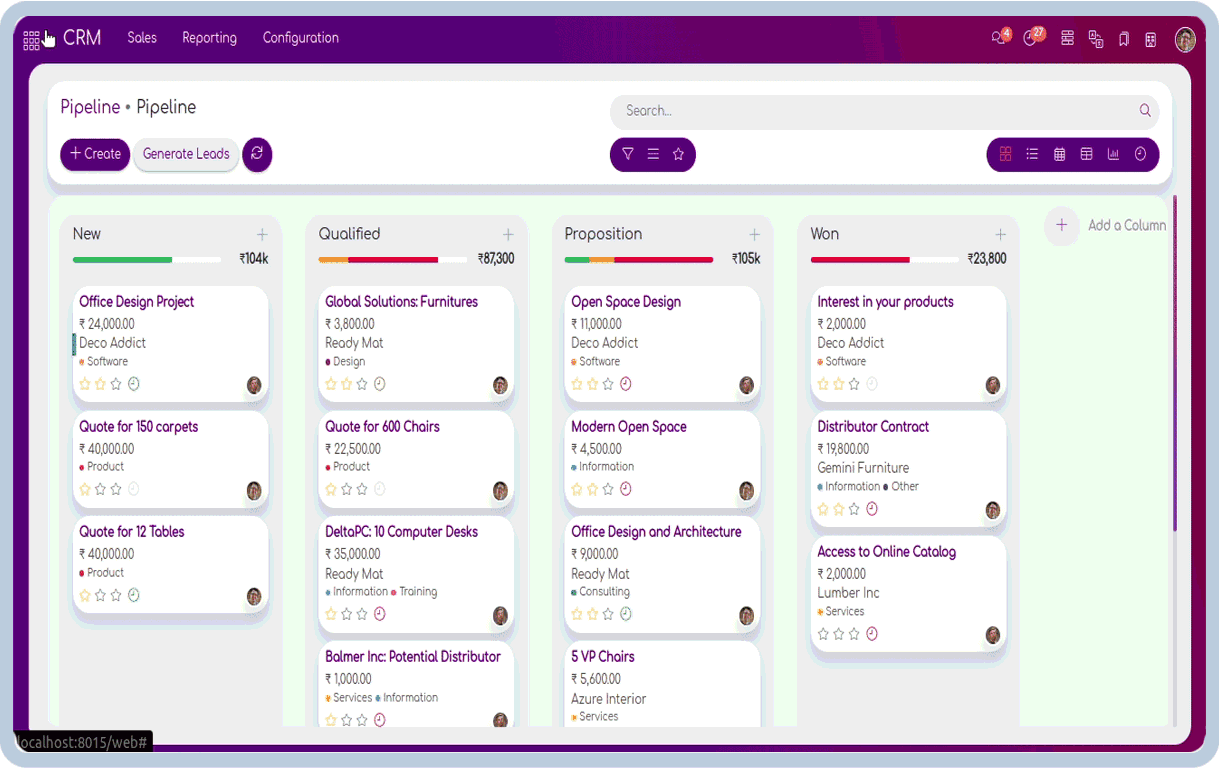 CRM Sales Reporting Configuration 4 27
Pipeline • Pipeline
Search...
+ Create Generate Leads
New +
₹104k
Office Design Project
₹ 24,000.00
Deco Addict
Software
Quote for 150 carpets
₹ 40,000.00
Product
Quote for 12 Tables
₹ 40,000.00
Product
Qualified +
₹87,300
Global Solutions: Furnitures
₹ 3,800.00
Ready Mat
Design
Quote for 600 Chairs
₹ 22,500.00
Product
DeltaPC: 10 Computer Desks
₹ 35,000.00
Ready Mat
Information Training
Balmer Inc: Potential Distributor
₹ 1,000.00
Services Information
Proposition +
₹105k
Open Space Design
₹ 11,000.00
Deco Addict
Software
Modern Open Space
₹ 4,500.00
Information
Office Design and Architecture
₹ 9,000.00
Ready Mat
Consulting
5 VP Chairs
₹ 5,600.00
Azure Interior
Services
Won +
₹23,800
Interest in your products
₹ 2,000.00
Deco Addict
Software
Distributor Contract
₹ 19,800.00
Gemini Furniture
Information Other
Access to Online Catalog
₹ 2,000.00
Lumber Inc
Services
+ Add a Column
localhost:8015/web#